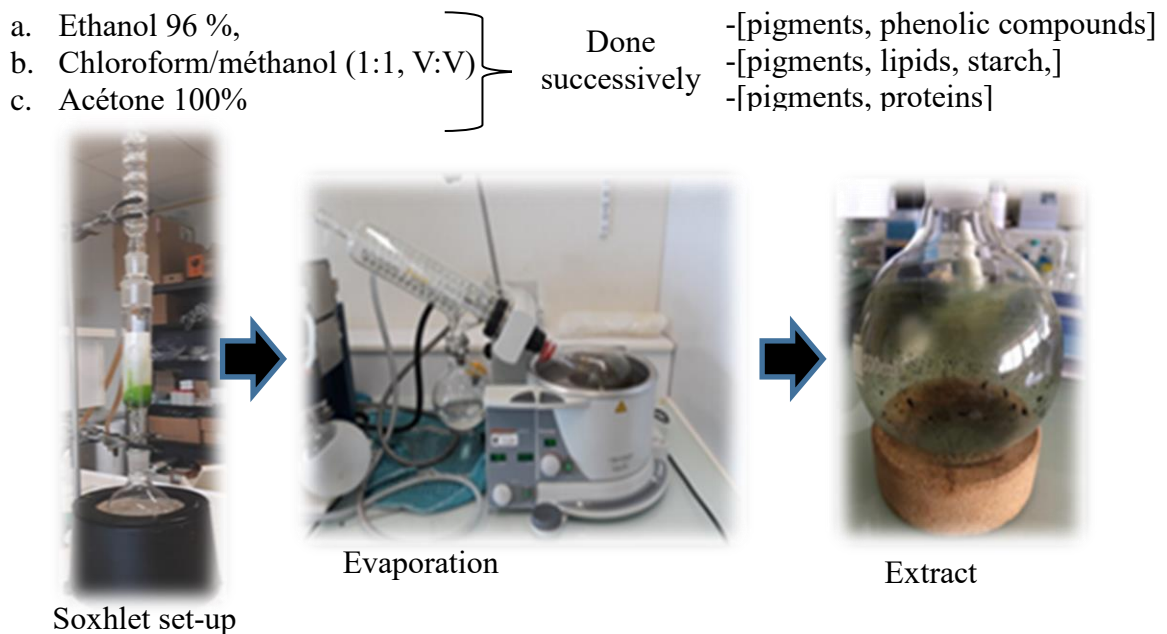 a. Ethanol 96 %,
b. Chloroform/méthanol (1:1, V:V)
c. Acétone 100%
Done
successively
-[pigments, phenolic compounds]
-[pigments, lipids, starch,]
-[pigments, proteins]
Soxhlet set-up
Evaporation
Extract